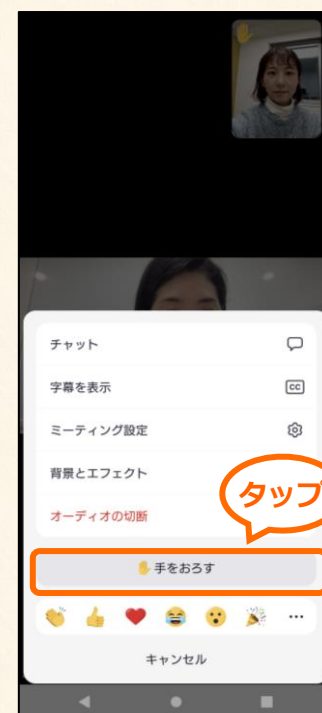 チャット
字幕を表示
CC
ミーティング設定
背景とエフェクト
タップ
オーディオの切断
手をおろす
キャンセル